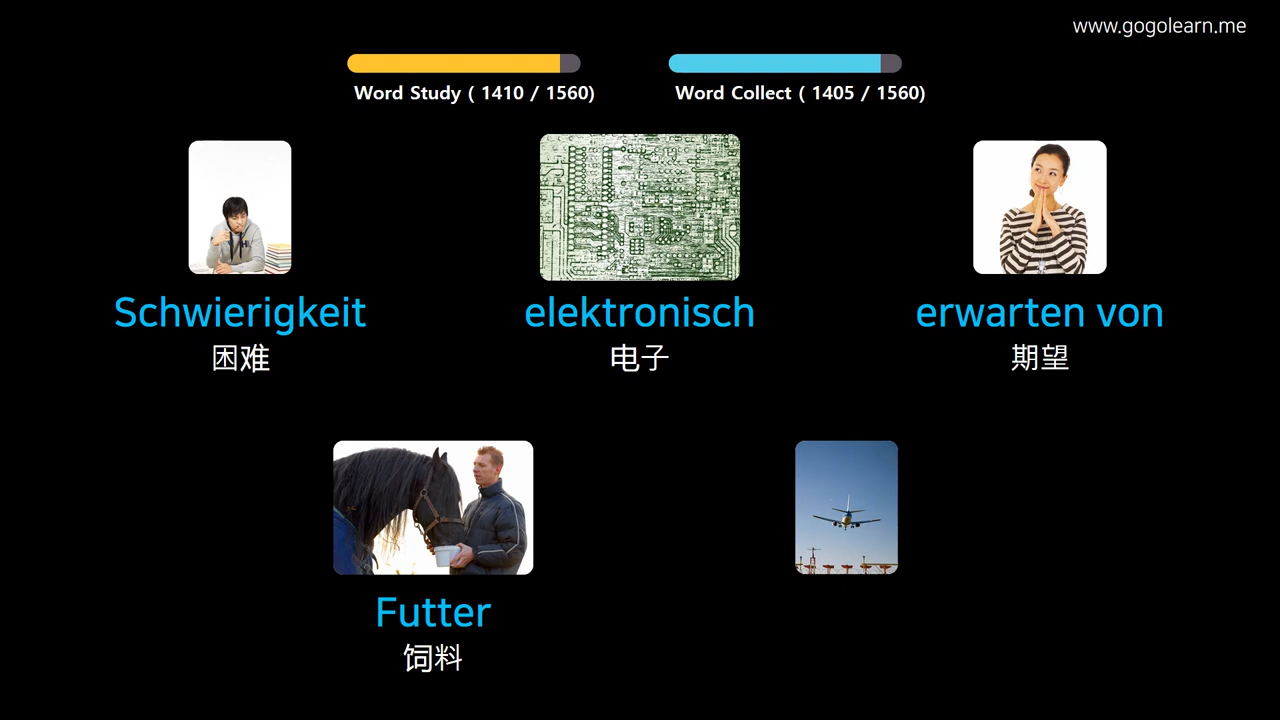 www.gogolearn.me
Word Study ( 1410 / 1560)
Word Collect ( 1405 / 1560)
Schwierigkeit
困难
elektronisch
电子
erwarten von
期望
Futter
饲料